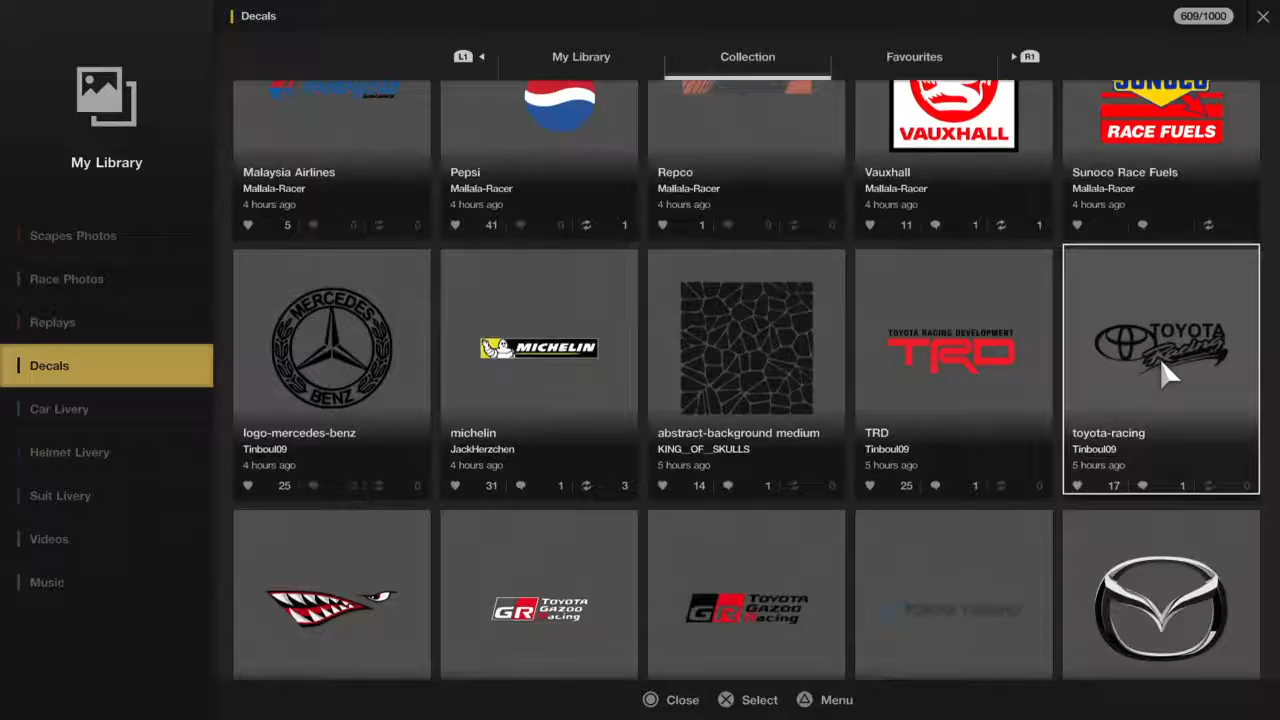 Decals
609/1000
L1
My Library
Collection
Favourites
R1
My Library
Scapes Photos
Race Photos
Replays
Decals
Car Livery
Helmet Livery
Suit Livery
Videos
Music
VAUXHALL
SUNOCO
RACE FUELS
Malaysia Airlines
Mallala-Racer
4 hours ago
5 0 0
Pepsi
Mallala-Racer
4 hours ago
41 0 1
Repco
Mallala-Racer
4 hours ago
1 0 0
Vauxhall
Mallala-Racer
4 hours ago
11 1 1
Sunoco Race Fuels
Mallala-Racer
4 hours ago
MERCEDES
BENZ
MICHELIN
TOYOTA RACING DEVELOPMENT
TRD
TOYOTA
Racing
logo-mercedes-benz
Tinboul09
4 hours ago
25 0
michelin
JackHerzchen
4 hours ago
31 1 3
abstract-background medium
KING_OF_SKULLS
5 hours ago
14 1 0
TRD
Tinboul09
5 hours ago
25 1 0
toyota-racing
Tinboul09
5 hours ago
17 1 0
GR TOYOTA
GAZOO
Racing
GR TOYOTA
GAZOO
Racing
Close
Select
Menu